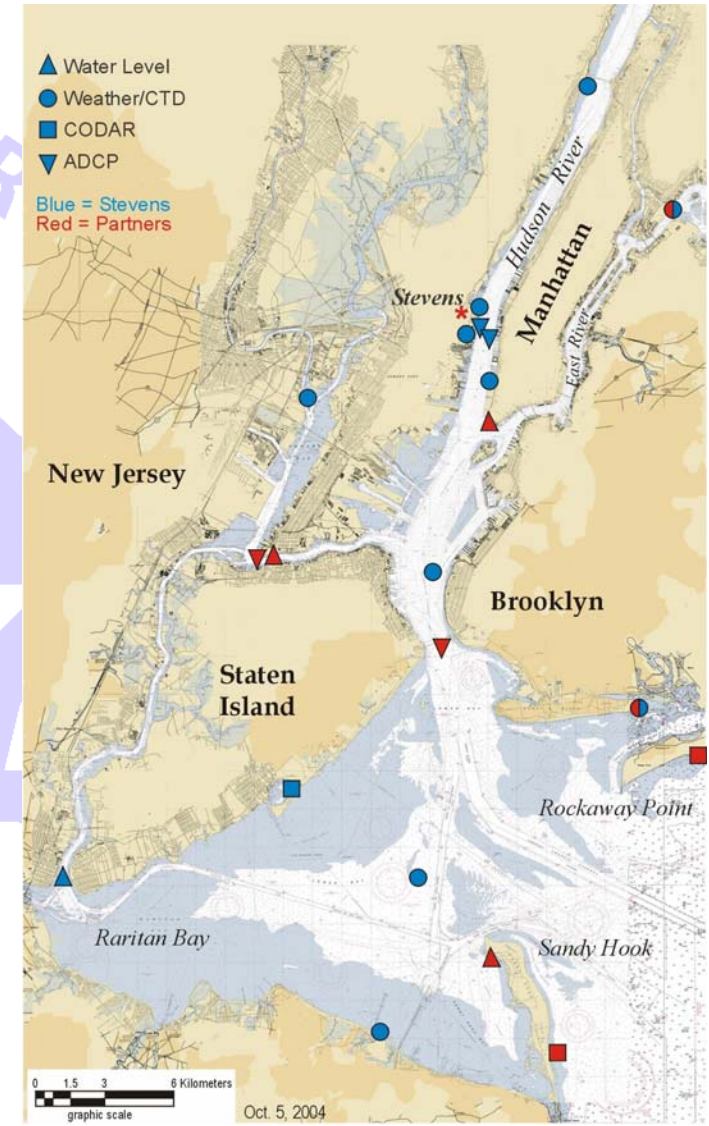 Water Level
Weather/CTD
CODAR
ADCP
Blue = Stevens
Red = Partners
Hudson River
Manhattan
Stevens
*
East River
New Jersey
Brooklyn
Staten
Island
Rockaway Point
Raritan Bay
Sandy Hook
0 1.5 3 6 Kilometers
graphic scale
Oct. 5, 2004